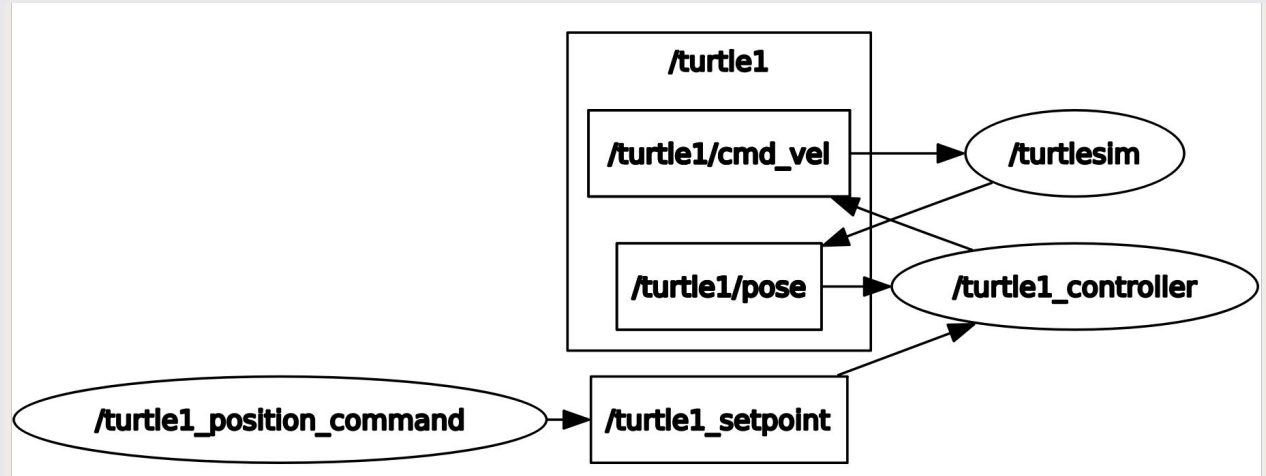 /turtle1
/turtle1/cmd_vel
/turtlesim
/turtle1/pose
/turtle1_controller
/turtle1_position_command
/turtle1_setpoint